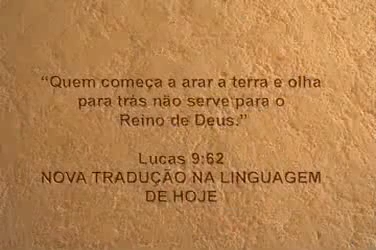 “Quem começa a arar a terra e olha
para trás não serve para o
Reino de Deus.”
Lucas 9:62
NOVA TRADUÇÃO NA LINGUAGEM
DE HOJE